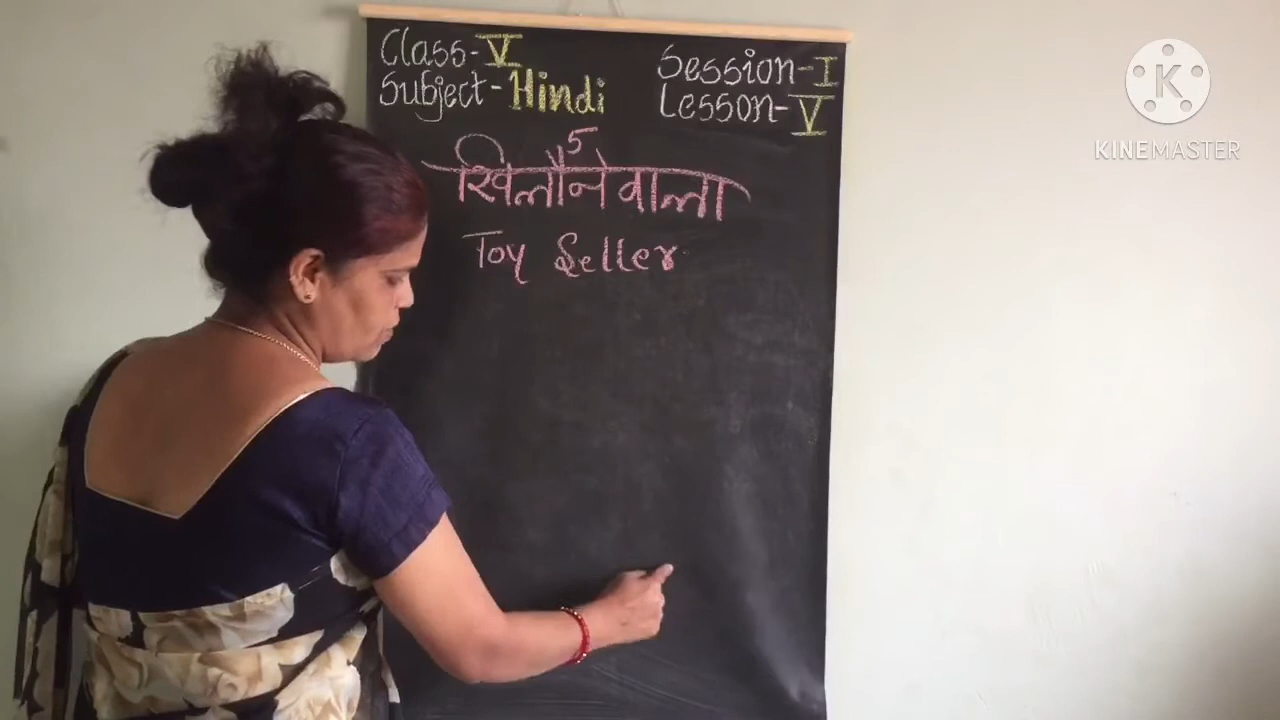 Class-V
Subject-Hindi
Session-I
Lesson-V
5
खिलौनेवाला
Toy Seller
KINEMASTER